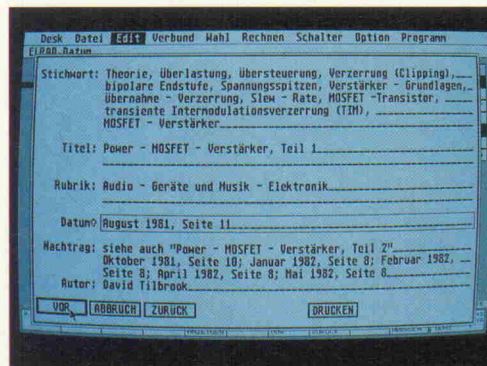 Desk Datei Edit Verbund Wahl Rechnen Schalter Option Programm
ELRAD.Datum
Stichwort: Theorie, Überlastung, Übersteuerung, Verzerrung (Clipping),
bipolare Endstufe, Spannungsspitzen, Verstärker - Grundlagen,
Übernahme - Verzerrung, Slew - Rate, MOSFET -Transistor,
transiente Intermodulationsverzerrung (TIM),
MOSFET - Verstärker
Titel: Power - MOSFET - Verstärker, Teil 1
Rubrik: Audio - Geräte und Musik - Elektronik
Datum◊ August 1981, Seite 11
Nachtrag: siehe auch "Power - MOSFET - Verstärker, Teil 2"
Oktober 1981, Seite 10; Januar 1982, Seite 8; Februar 1982,
Seite 8; April 1982, Seite 8; Mai 1982, Seite 8
Autor: David Tilbrook
VOR ABBRUCH ZURÜCK DRUCKEN